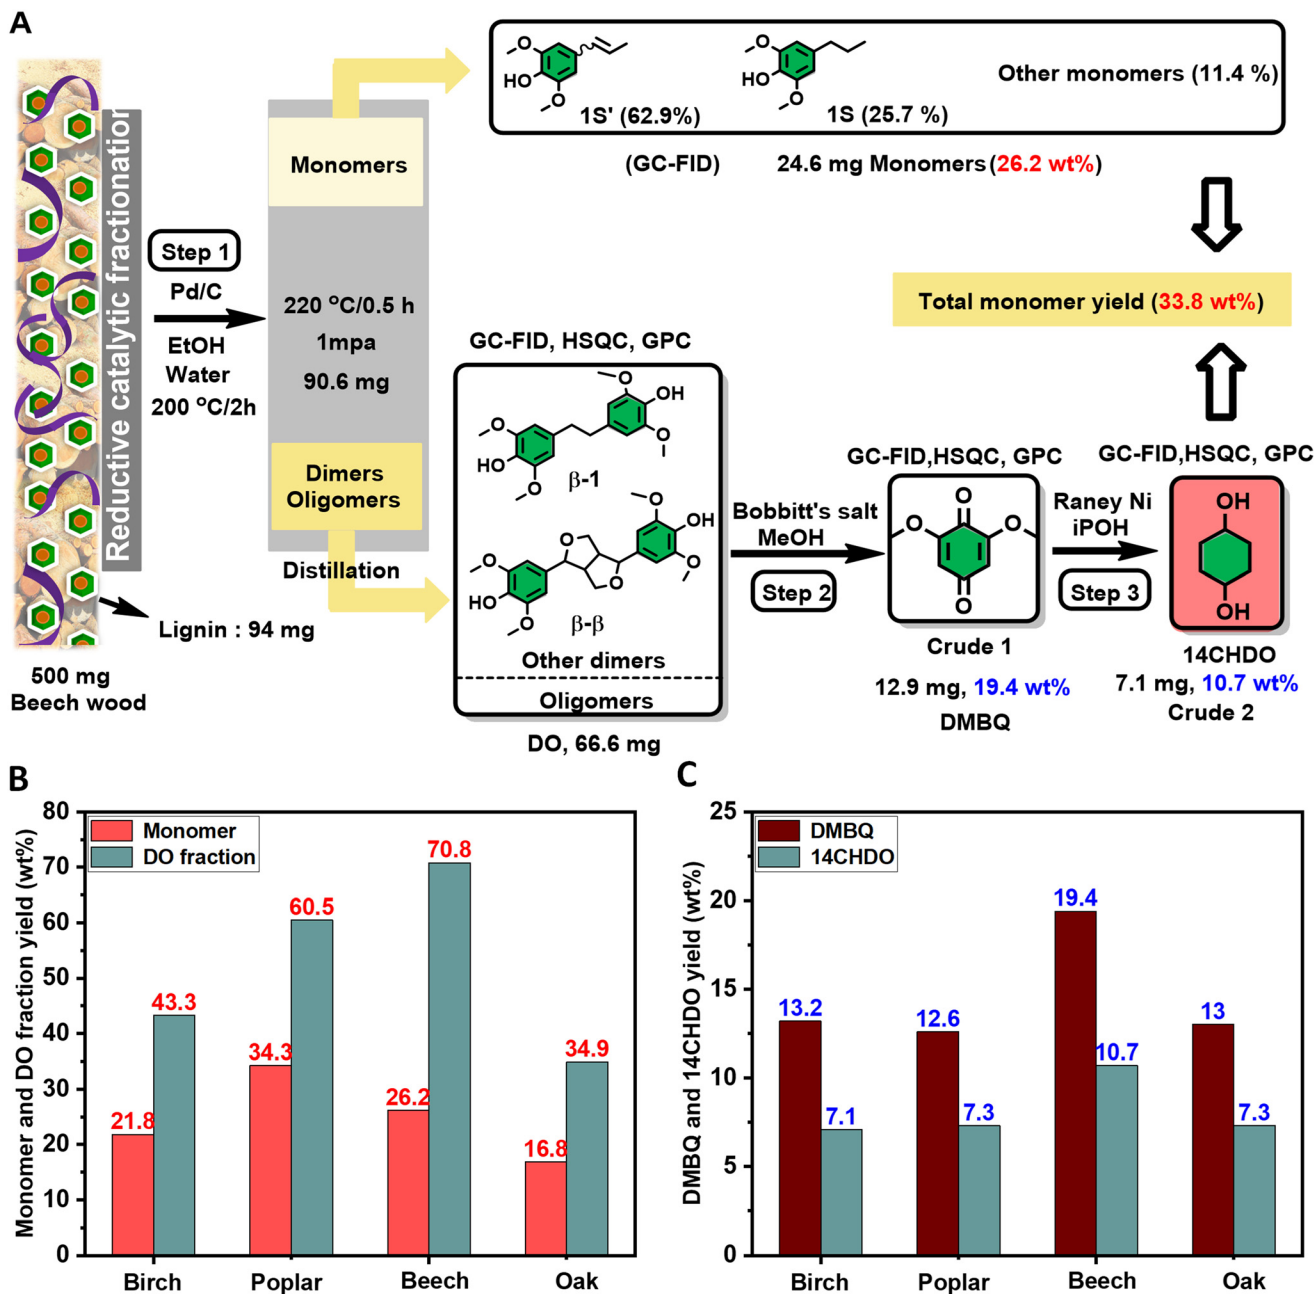 A
Reductive catalytic fractionation
Step 1
Pd/C
EtOH
Water
200 °C/2h
Lignin : 94 mg
500 mg
Beech wood
Monomers
220 °C/0.5 h
1mpa
90.6 mg
Dimers
Oligomers
Distillation
O
HO
O
1S' (62.9%)
O
HO
O
1S (25.7 %)
Other monomers (11.4 %)
(GC-FID)
24.6 mg Monomers (26.2 wt%)
Total monomer yield (33.8 wt%)
GC-FID, HSQC, GPC
O
OH
O
O
HO
O
β-1
O
OH
O
O
O
O
HO
O
β-β
Other dimers
Oligomers
DO, 66.6 mg
Bobbitt's salt
MeOH
Step 2
GC-FID,HSQC, GPC
O
O
O
O
Crude 1
12.9 mg, 19.4 wt%
DMBQ
Raney Ni
iPOH
Step 3
GC-FID,HSQC, GPC
OH
OH
14CHDO
7.1 mg, 10.7 wt%
Crude 2
B
Monomer and DO fraction yield (wt%)
80
70
60
50
40
30
20
10
0
Monomer
DO fraction
21.8
43.3
34.3
60.5
26.2
70.8
16.8
34.9
Birch
Poplar
Beech
Oak
C
DMBQ and 14CHDO yield (wt%)
25
20
15
10
5
0
DMBQ
14CHDO
13.2
7.1
12.6
7.3
19.4
10.7
13
7.3
Birch
Poplar
Beech
Oak